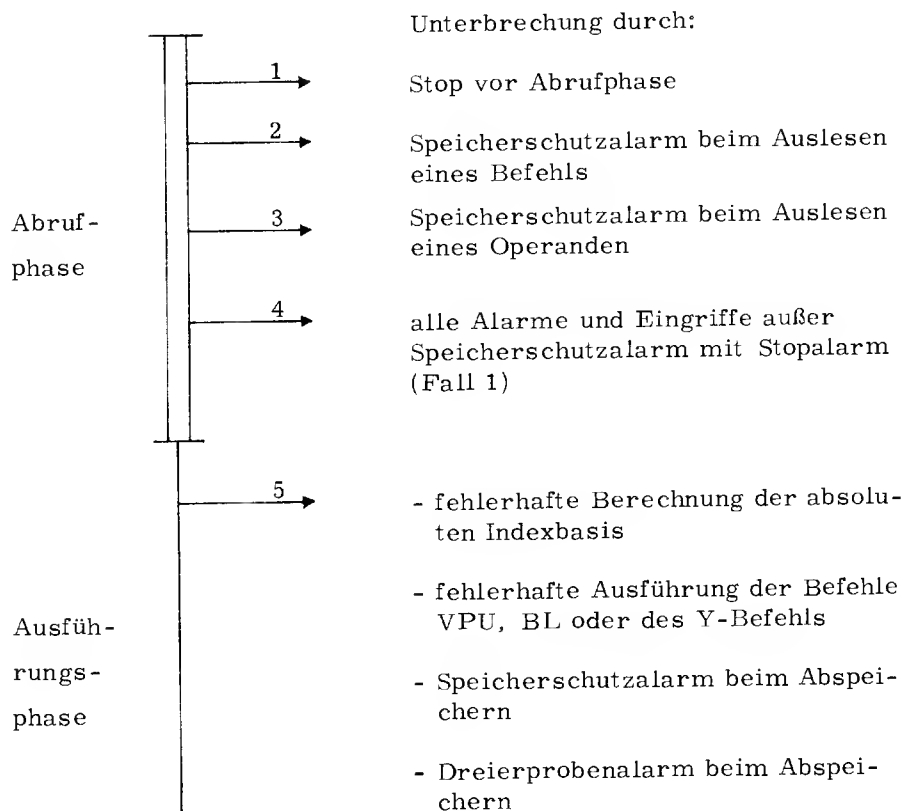 Unterbrechung durch:
1
Stop vor Abrufphase
2
Speicherschutzalarm beim Auslesen
eines Befehls
Abruf-
phase
3
Speicherschutzalarm beim Auslesen
eines Operanden
4
alle Alarme und Eingriffe außer
Speicherschutzalarm mit Stopalarm
(Fall 1)
5
- fehlerhafte Berechnung der absolu-
ten Indexbasis
- fehlerhafte Ausführung der Befehle
VPU, BL oder des Y-Befehls
Ausfüh-
rungs-
phase
- Speicherschutzalarm beim Abspei-
chern
- Dreierprobenalarm beim Abspei-
chern